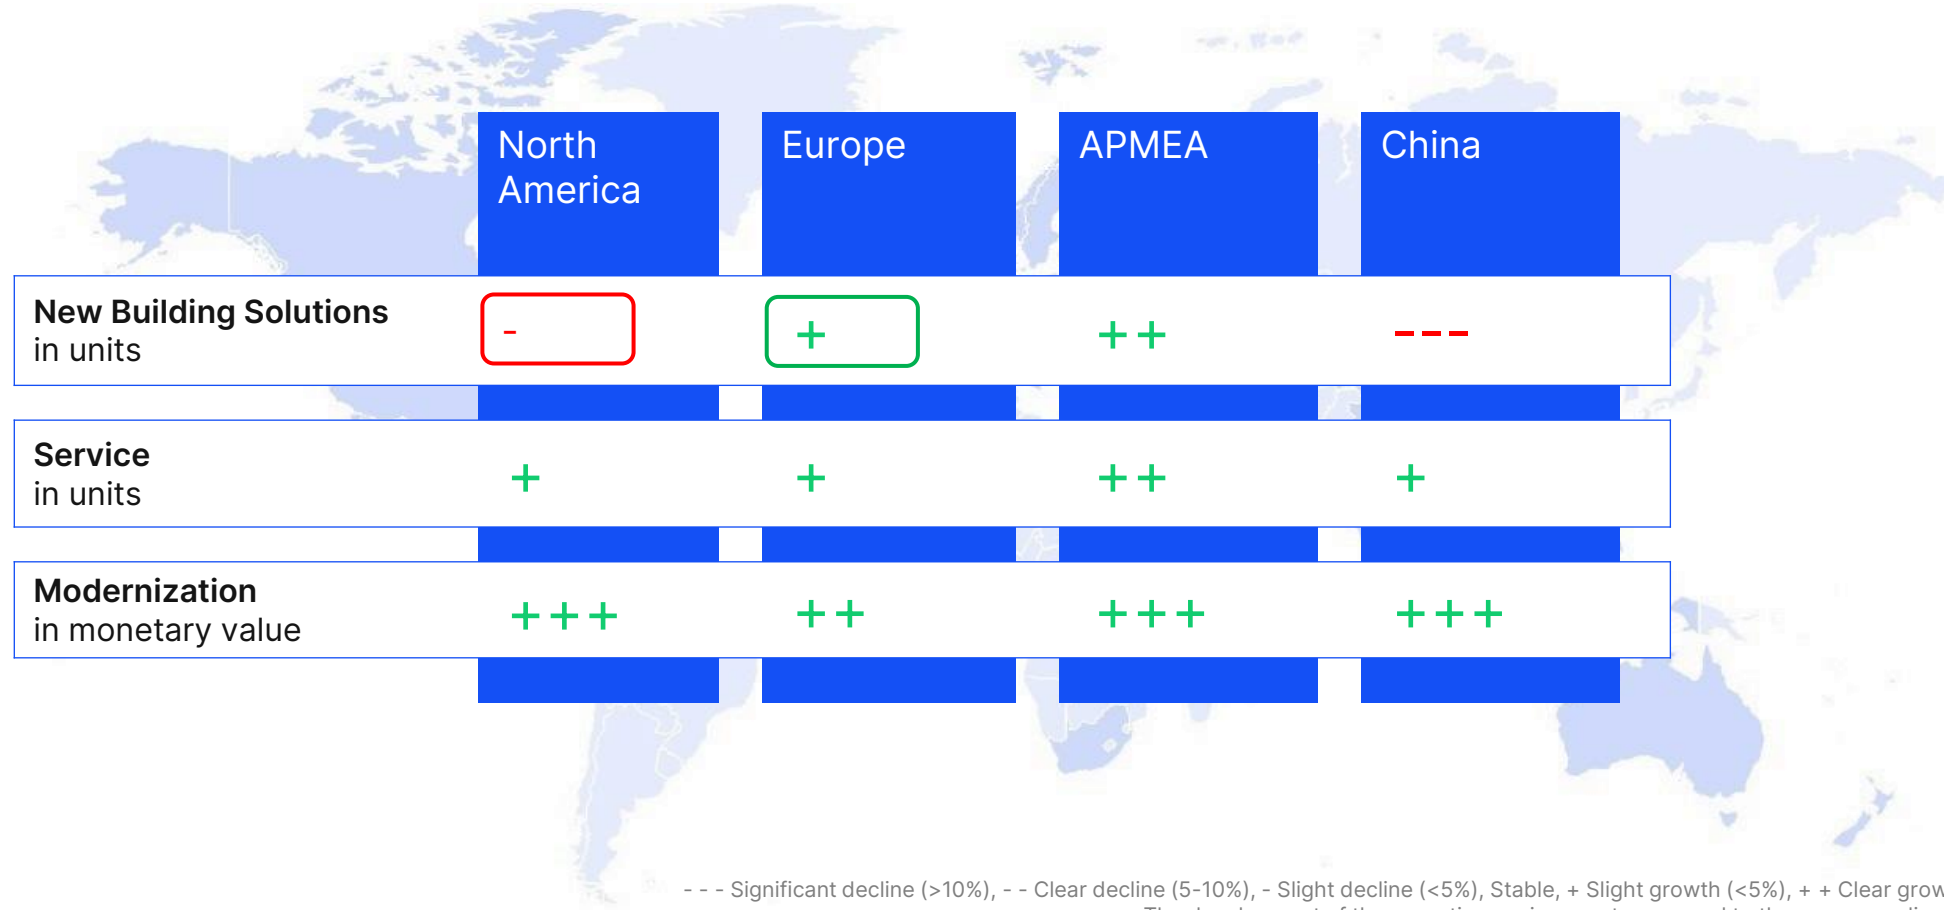 North
America
Europe
APMEA
China
New Building Solutions
in units
-
+
++
---
Service
in units
+
+
++
+
Modernization
in monetary value
+++
++
+++
+++
- - - Significant decline (>10%), - - Clear decline (5-10%), - Slight decline (<5%), Stable, + Slight growth (<5%), + + Clear